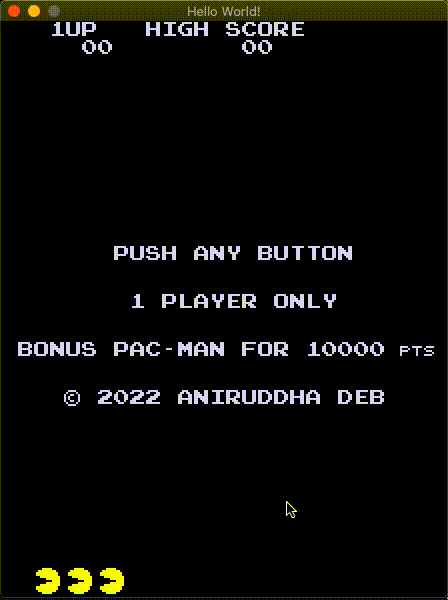 Hello World!
1UP HIGH SCORE
00 00
PUSH ANY BUTTON
1 PLAYER ONLY
BONUS PAC-MAN FOR 10000 PTS
© 2022 ANIRUDDHA DEB